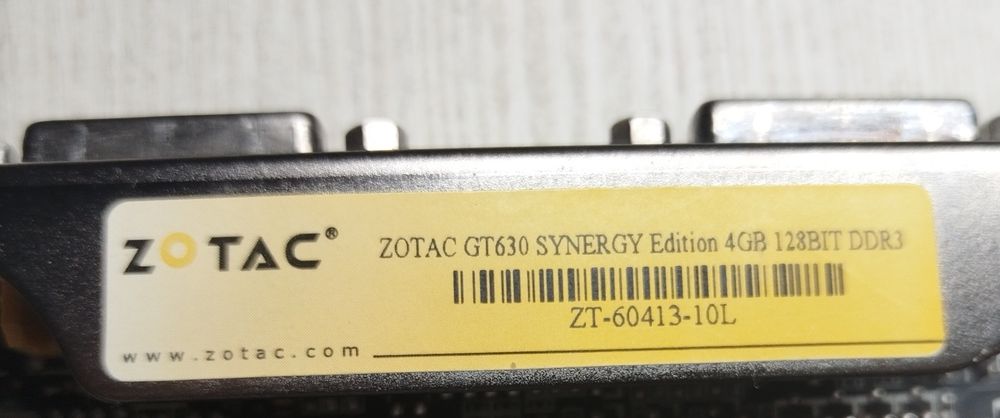 ZOTAC®
ZOTAC GT630 SYNERGY Edition 4GB 128BIT DDR3
ZT-60413-10L
www.zotac.com